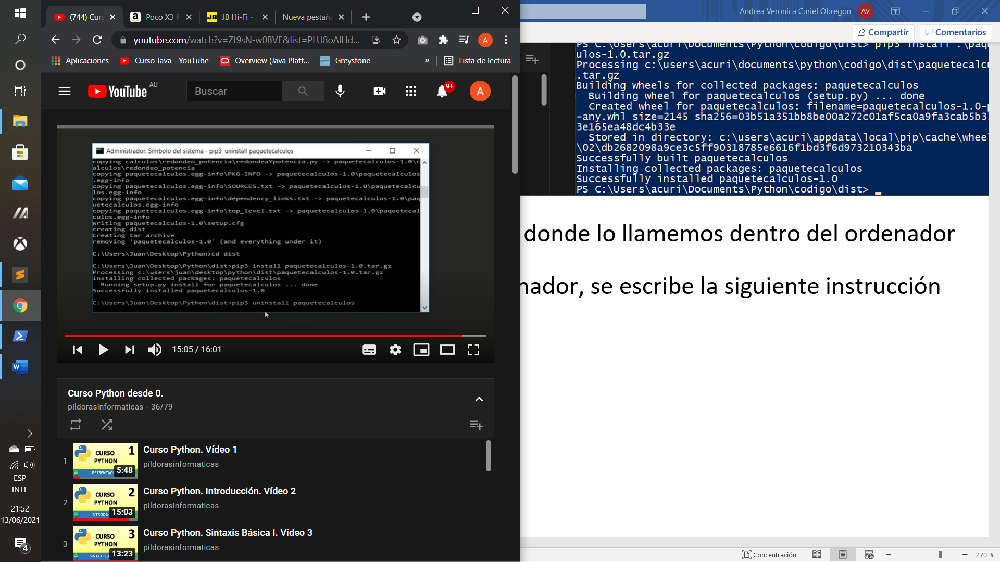 (744) Curs
Poco X3 P
JB Hi-Fi - A
Nueva pestaña
youtube.com/watch?v=Zf9sN-w0BVE&list=PLU8oAlHd...
Aplicaciones
Curso Java - YouTube
Overview (Java Platf...
Greystone
»
Lista de lectura
YouTube AU
Buscar
9+
A
Administrador: Símbolo del sistema - pip3 uninstall paquetecalculos
copying calculos\redondeo_potencia\redondeaYpotencia.py -> paquetecalculos-1.0\c
alculos\redondeo_potencia
copying paquetecalculos.egg-info\PKG-INFO -> paquetecalculos-1.0\paquetecalculos
.egg-info
copying paquetecalculos.egg-info\SOURCES.txt -> paquetecalculos-1.0\paquetecalcu
los.egg-info
copying paquetecalculos.egg-info\dependency_links.txt -> paquetecalculos-1.0\paq
uetecalculos.egg-info
copying paquetecalculos.egg-info\top_level.txt -> paquetecalculos-1.0\paquetecal
culos.egg-info
Writing paquetecalculos-1.0\setup.cfg
creating dist
Creating tar archive
removing 'paquetecalculos-1.0' (and everything under it)
C:\Users\Juan\Desktop\Python>cd dist
C:\Users\Juan\Desktop\Python\dist>pip3 install paquetecalculos-1.0.tar.gz
Processing c:\users\juan\desktop\python\dist\paquetecalculos-1.0.tar.gz
Installing collected packages: paquetecalculos
Running setup.py install for paquetecalculos ... done
Successfully installed paquetecalculos-1.0
C:\Users\Juan\Desktop\Python\dist>pip3 uninstall paquetecalculos
15:05 / 16:01
Curso Python desde 0.
pildorasinformaticas - 36/79
1
CURSO PYTHON 1
5:48
Curso Python. Vídeo 1
pildorasinformaticas
2
CURSO PYTHON 2
15:03
Curso Python. Introducción. Vídeo 2
pildorasinformaticas
3
CURSO PYTHON 3
13:23
Curso Python. Sintaxis Básica I. Vídeo 3
pildorasinformaticas
ESP
INTL
21:52
13/06/2021
4
Andrea Veronica Curiel Obregon
AV
Compartir
Comentarios
PS C:\Users\acuri\Documents\Python\codigo\dist> pip3 install .\paq
ulos-1.0.tar.gz
Processing c:\users\acuri\documents\python\codigo\dist\paquetecalcu
.tar.gz
Building wheels for collected packages: paquetecalculos
Building wheel for paquetecalculos (setup.py) ... done
Created wheel for paquetecalculos: filename=paquetecalculos-1.0-p
-any.whl size=2145 sha256=03b51a351bb8be00a272c01af5ca0a9fa3cab5b3
3e165ea48dc4b33e
Stored in directory: c:\users\acuri\appdata\local\pip\cache\wheel
\02\db2682098a9ce3c5ff90318785e6616f1bd3f6d973210343ba
Successfully built paquetecalculos
Installing collected packages: paquetecalculos
Successfully installed paquetecalculos-1.0
PS C:\Users\acuri\Documents\Python\codigo\dist>
donde lo llamemos dentro del ordenador
nador, se escribe la siguiente instrucción
Concentración
270 %